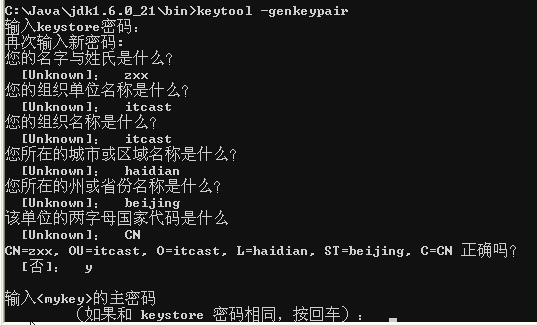 C:\Java\jdk1.6.0_21\bin>keytool -genkeypair
输入keystore密码:
再次输入新密码:
您的名字与姓氏是什么？
[Unknown]: zxx
您的组织单位名称是什么？
[Unknown]: itcast
您的组织名称是什么？
[Unknown]: itcast
您所在的城市或区域名称是什么？
[Unknown]: haidian
您所在的州或省份名称是什么？
[Unknown]: beijing
该单位的两字母国家代码是什么
[Unknown]: CN
CN=zxx, OU=itcast, O=itcast, L=haidian, ST=beijing, C=CN 正确吗？
[否]: y
输入<mykey>的主密码
（如果和 keystore 密码相同，按回车）: